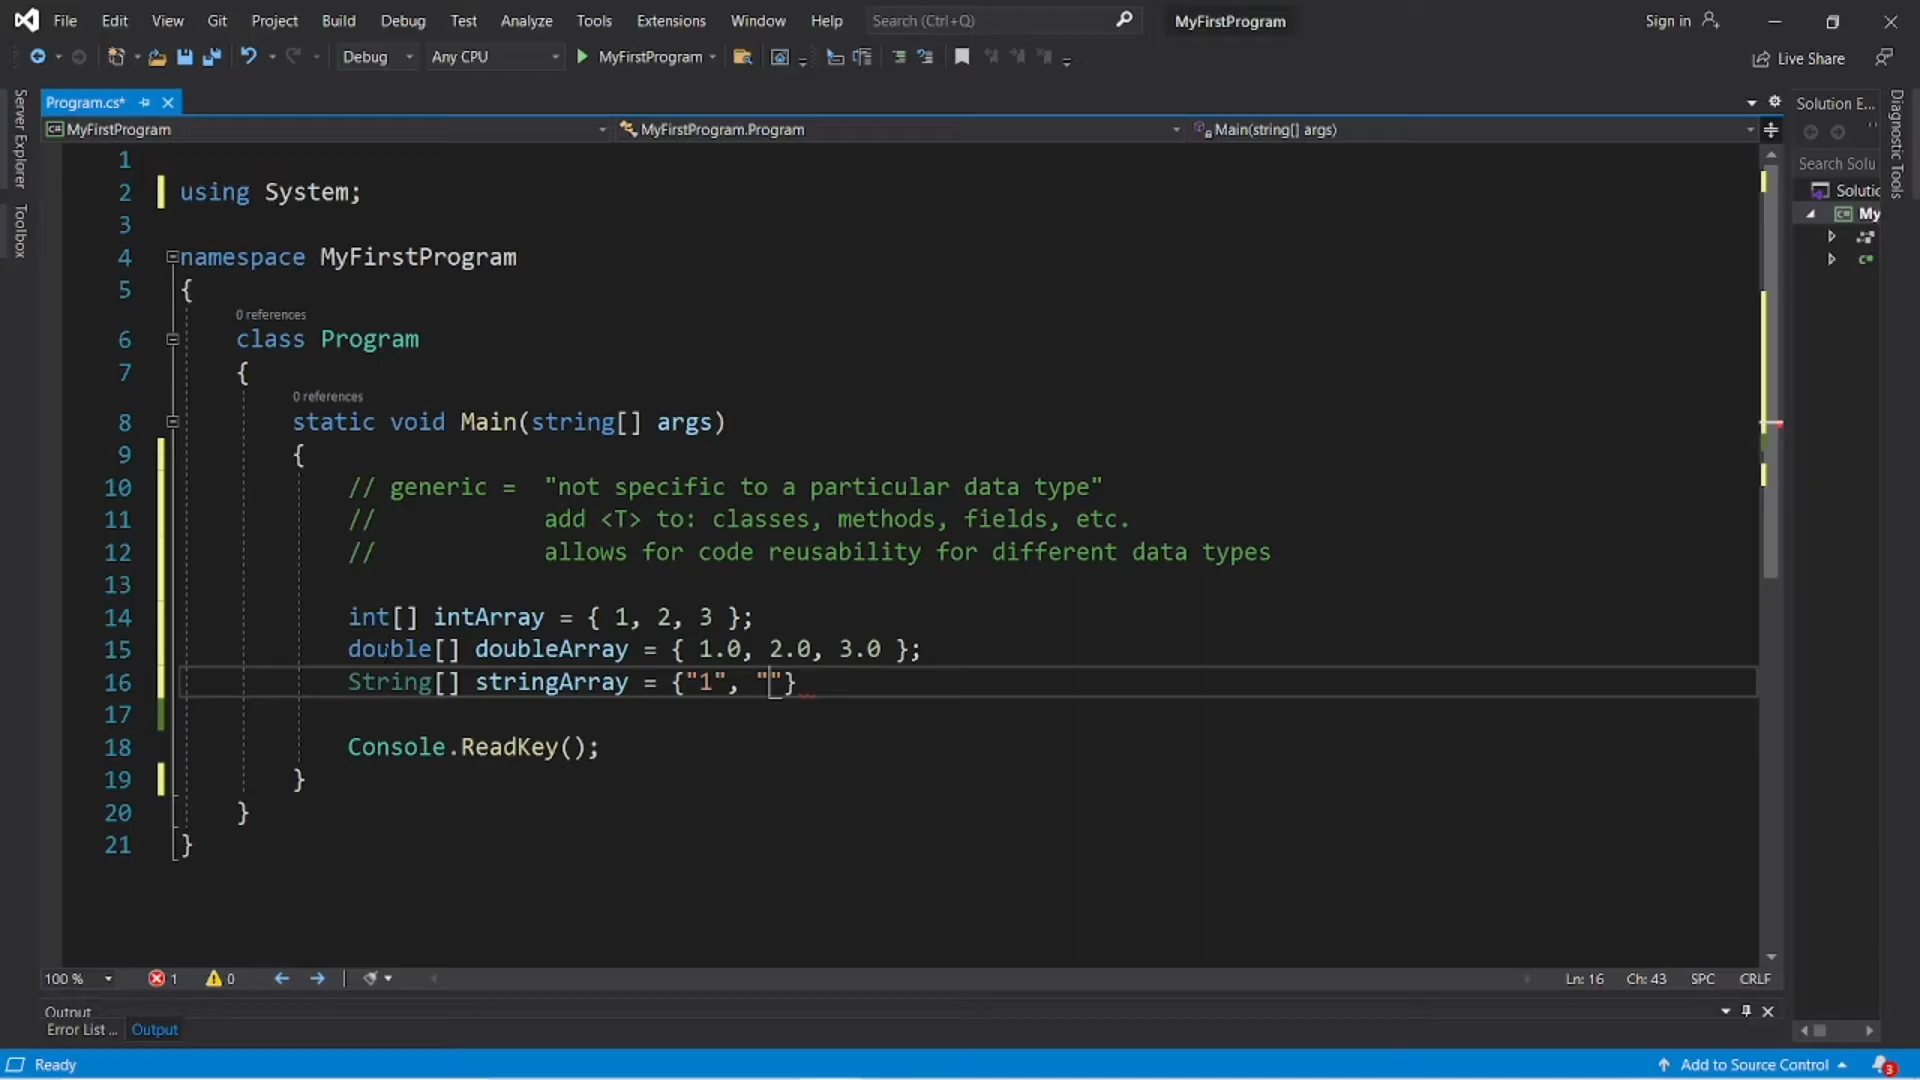 File Edit View Git Project Build Debug Test Analyze Tools Extensions Window Help Search (Ctrl+Q) MyFirstProgram Sign in
Debug Any CPU MyFirstProgram Live Share
Server Explorer
Toolbox
Program.cs*
MyFirstProgram MyFirstProgram.Program Main(string[] args)
1
2 using System;
3
4 namespace MyFirstProgram
5 {
0 references
6 class Program
7 {
0 references
8 static void Main(string[] args)
9 {
10 // generic = "not specific to a particular data type"
11 // add <T> to: classes, methods, fields, etc.
12 // allows for code reusability for different data types
13
14 int[] intArray = { 1, 2, 3 };
15 double[] doubleArray = { 1.0, 2.0, 3.0 };
16 String[] stringArray = {"1", ""}
17
18 Console.ReadKey();
19 }
20 }
21 }
Solution E...
Search Solu
Solutio
My
Diagnostic Tools
100 % 1 0 Ln: 16 Ch: 43 SPC CRLF
Output
Error List ... Output
Ready Add to Source Control 3